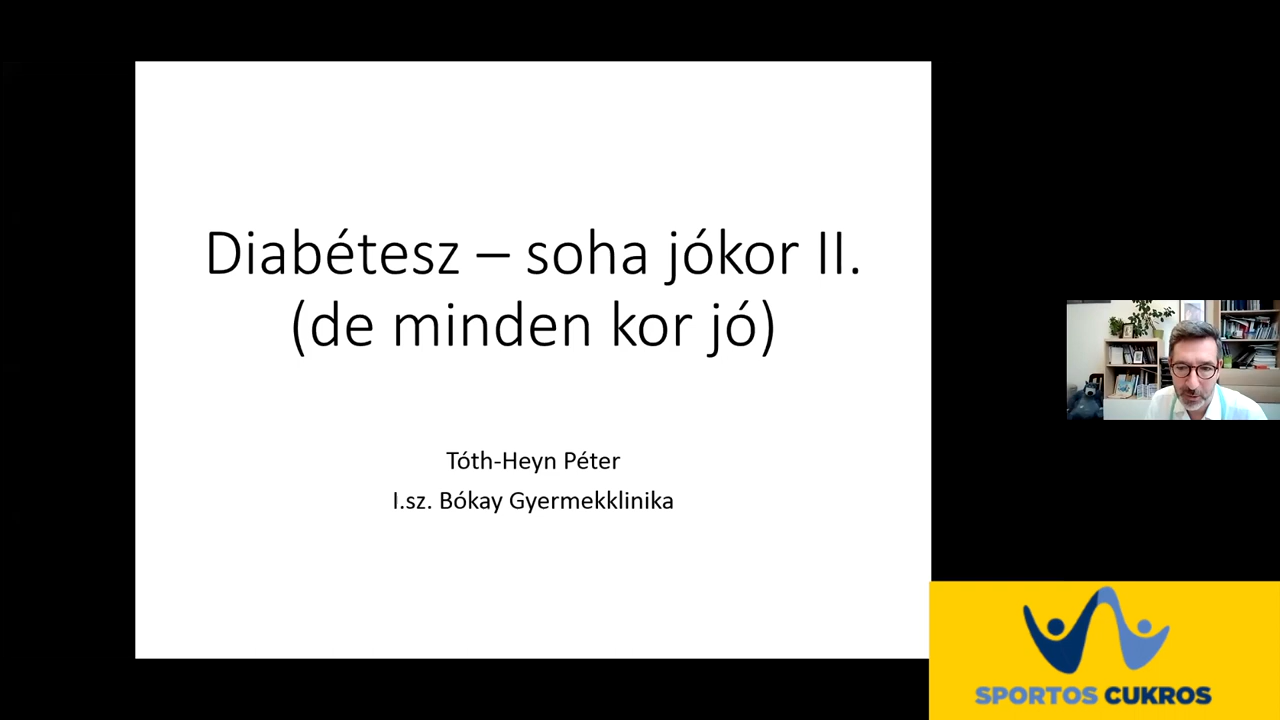 Diabétesz – soha jókor II.
(de minden kor jó)
Tóth-Heyn Péter
I.sz. Bókay Gyermekklinika
SPORTOS CUKROS